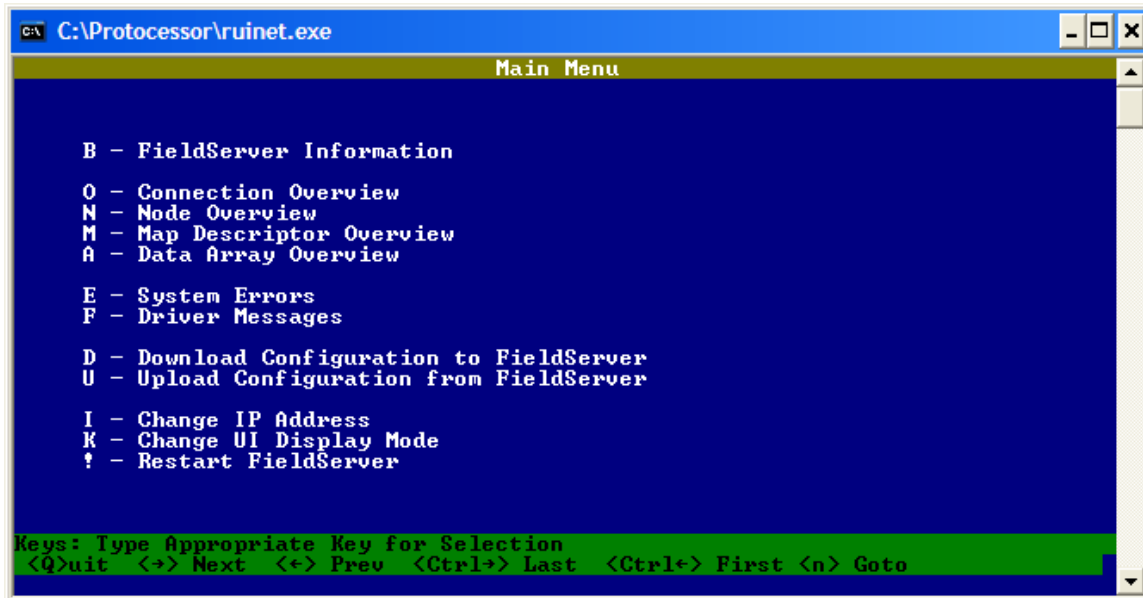 C:\Protocessor\ruinet.exe
Main Menu
B - FieldServer Information
O - Connection Overview
N - Node Overview
M - Map Descriptor Overview
A - Data Array Overview
E - System Errors
F - Driver Messages
D - Download Configuration to FieldServer
U - Upload Configuration from FieldServer
I - Change IP Address
K - Change UI Display Mode
! - Restart FieldServer
Keys: Type Appropriate Key for Selection
<Q>uit <→> Next <←> Prev <Ctrl→> Last <Ctrl←> First <n> Goto